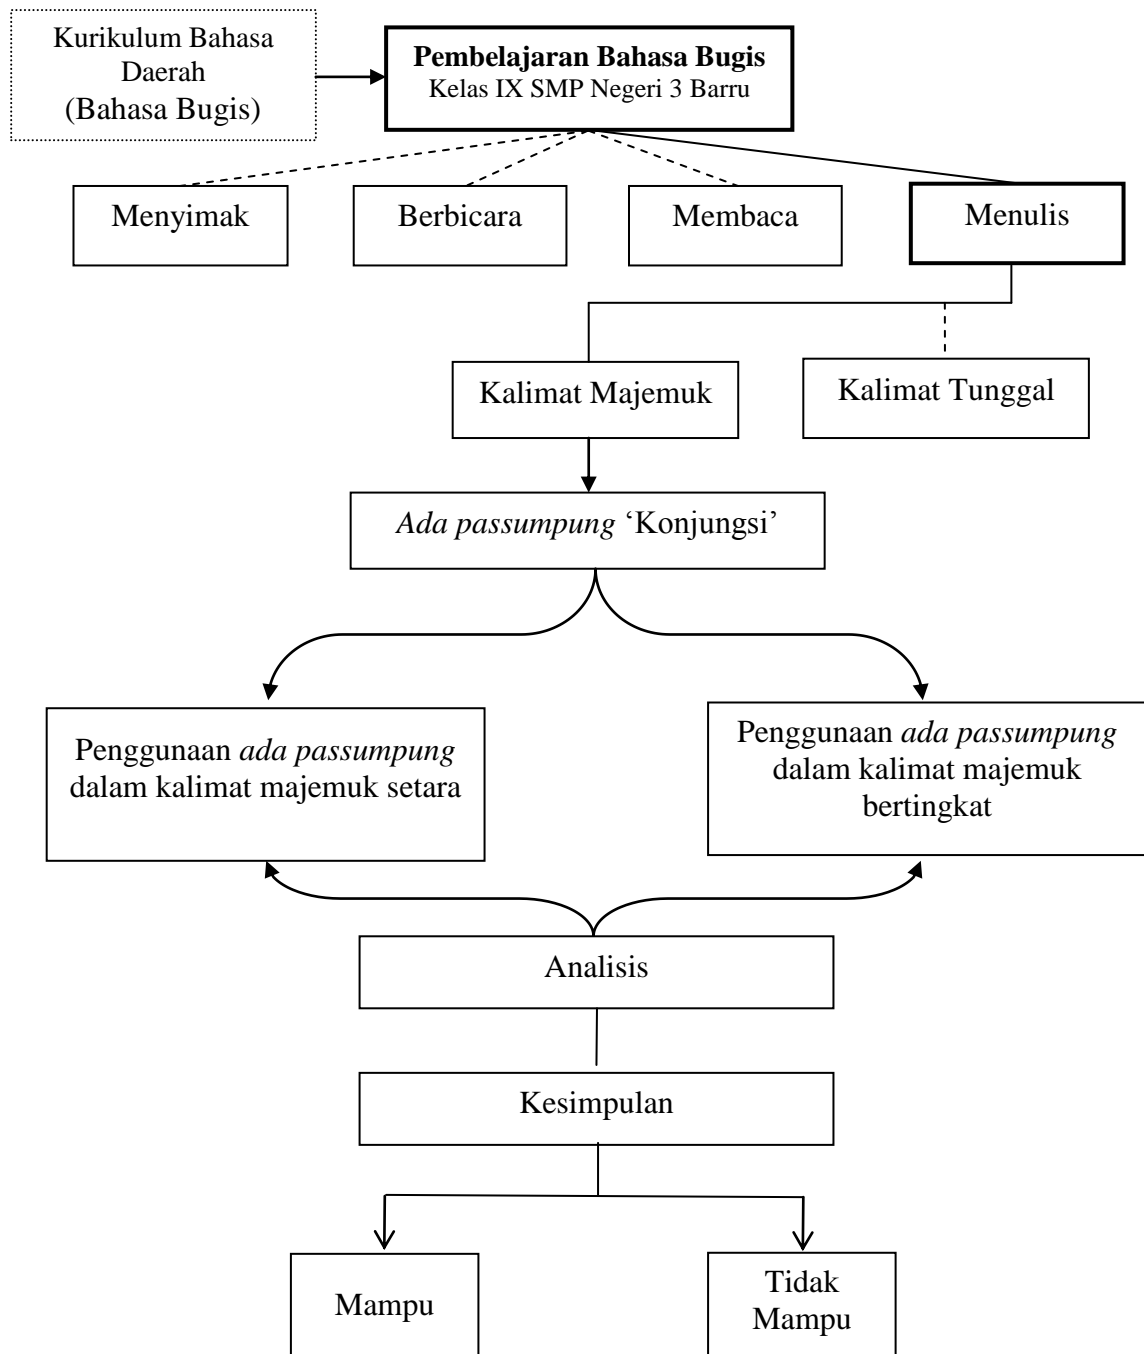 Kurikulum Bahasa
Daerah
(Bahasa Bugis)
Pembelajaran Bahasa Bugis
Kelas IX SMP Negeri 3 Barru
Menyimak
Berbicara
Membaca
Menulis
Kalimat Majemuk
Kalimat Tunggal
Ada passumpung ‘Konjungsi’
Penggunaan ada passumpung
dalam kalimat majemuk setara
Penggunaan ada passumpung
dalam kalimat majemuk
bertingkat
Analisis
Kesimpulan
Mampu
Tidak
Mampu